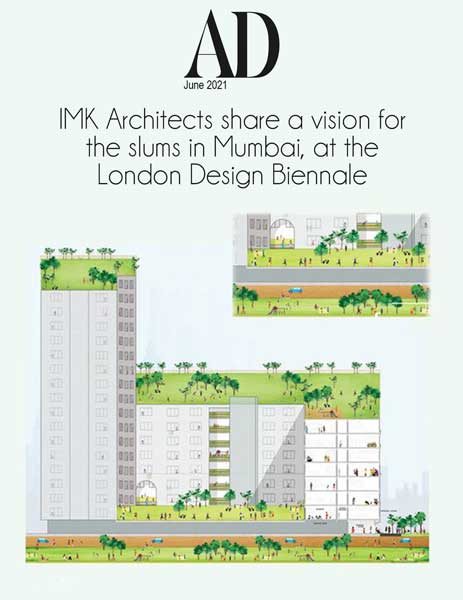 AD
June 2021
IMK Architects share a vision for
the slums in Mumbai, at the
London Design Biennale